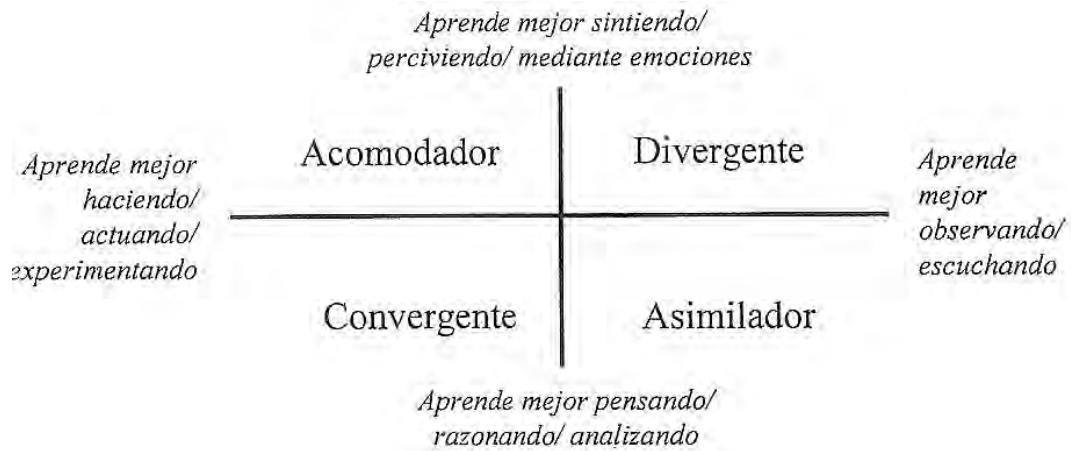 Aprende mejor sintiendo/
perciviendo/ mediante emociones
Acomodador
Divergente
Aprende mejor
haciendo/
actuando/
experimentando
Aprende
mejor
observando/
escuchando
Convergente
Asimilador
Aprende mejor pensando/
razonando/ analizando